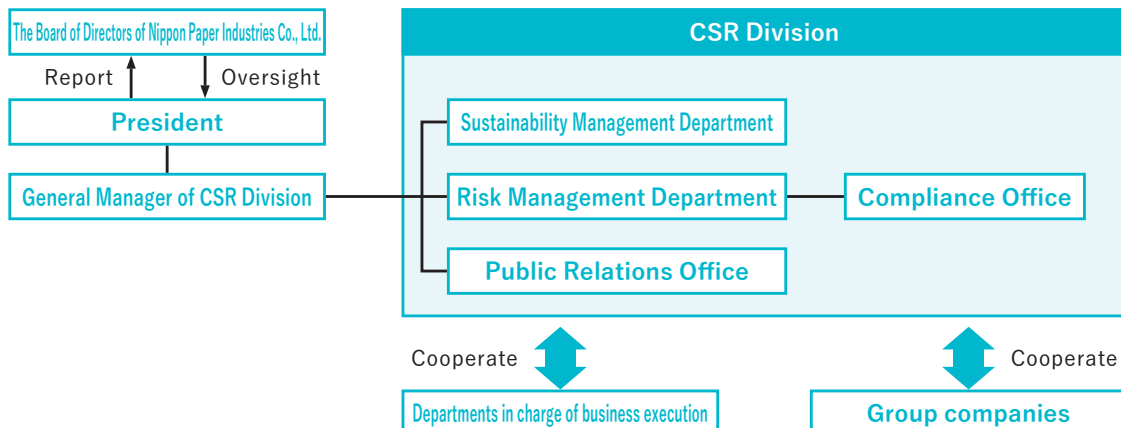 The Board of Directors of Nippon Paper Industries Co., Ltd.
Report
Oversight
President
General Manager of CSR Division
CSR Division
Sustainability Management Department
Risk Management Department
Compliance Office
Public Relations Office
Cooperate
Cooperate
Departments in charge of business execution
Group companies